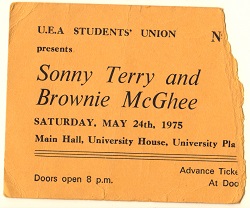 U.E.A STUDENTS' UNION N
presents
Sonny Terry and
Brownie McGhee
SATURDAY, MAY 24th, 1975
Main Hall, University House, University Pla
Advance Ticke
Doors open 8 p.m. At Doo